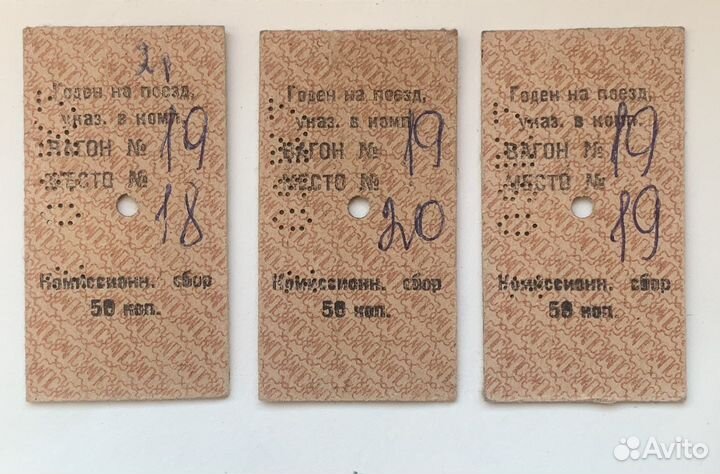 2р
Годен на поезд,
указ. в комп.
ВАГОН № 19
МЕСТО № 18
Комиссионн. сбор
50 коп.
Годен на поезд,
указ. в комп.
ВАГОН № 19
МЕСТО № 20
Комиссионн. сбор
50 коп.
Годен на поезд,
указ. в комп.
ВАГОН № 19
МЕСТО № 19
Комиссионн. сбор
50 коп.
Avito